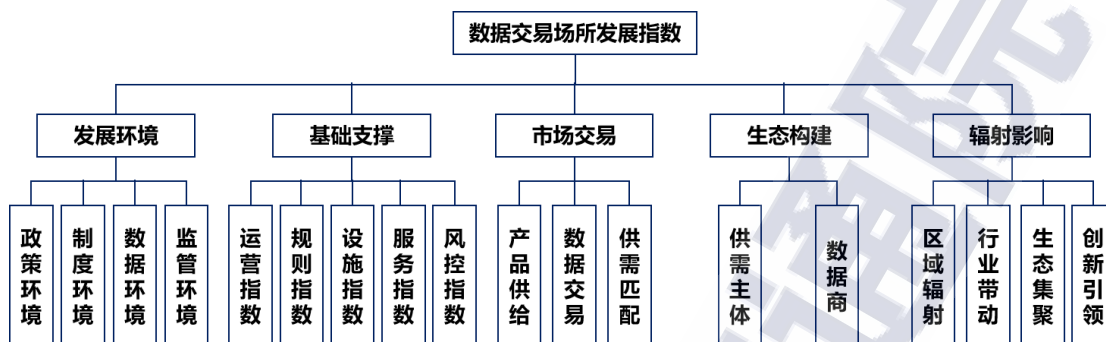 数据交易场所发展指数
发展环境
基础支撑
市场交易
生态构建
辐射影响
政策环境
制度环境
数据环境
监管环境
运营指数
规则指数
设施指数
服务指数
风控指数
产品供给
数据交易
供需匹配
供需主体
数据商
区域辐射
行业带动
生态集聚
创新引领